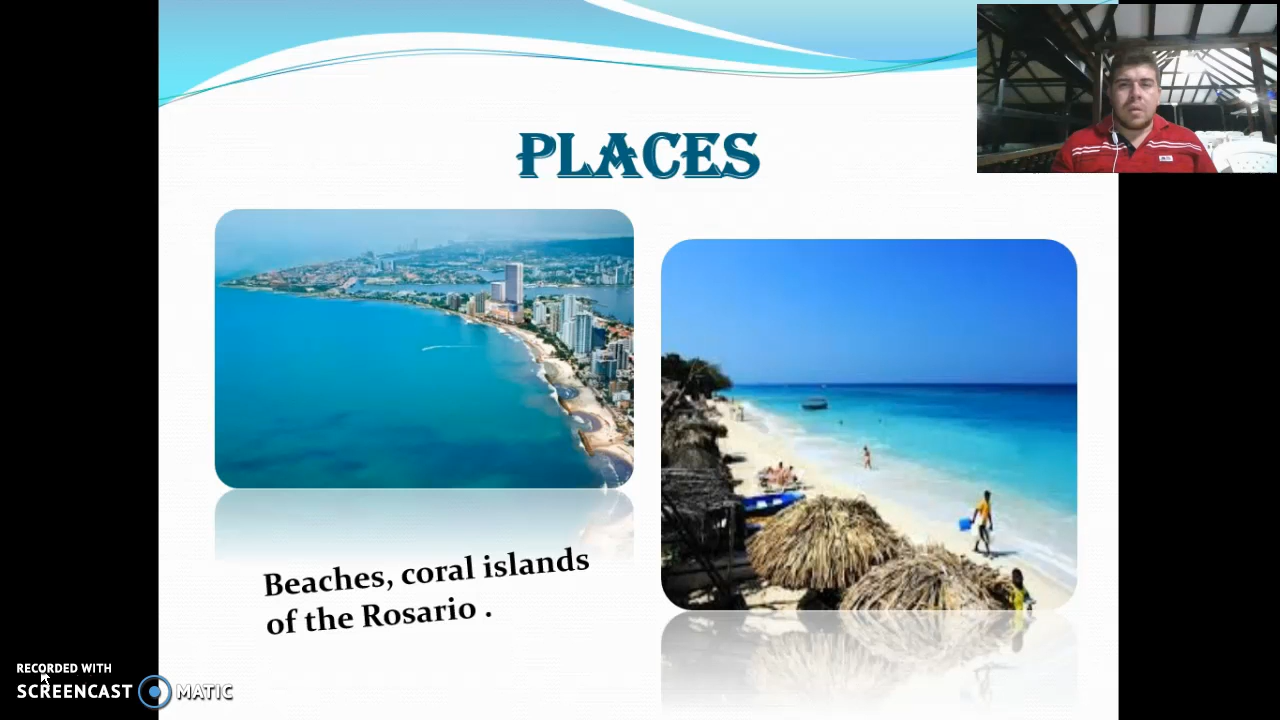 PLACES
Beaches, coral islands
of the Rosario .
RECORDED WITH
SCREENCAST MATIC